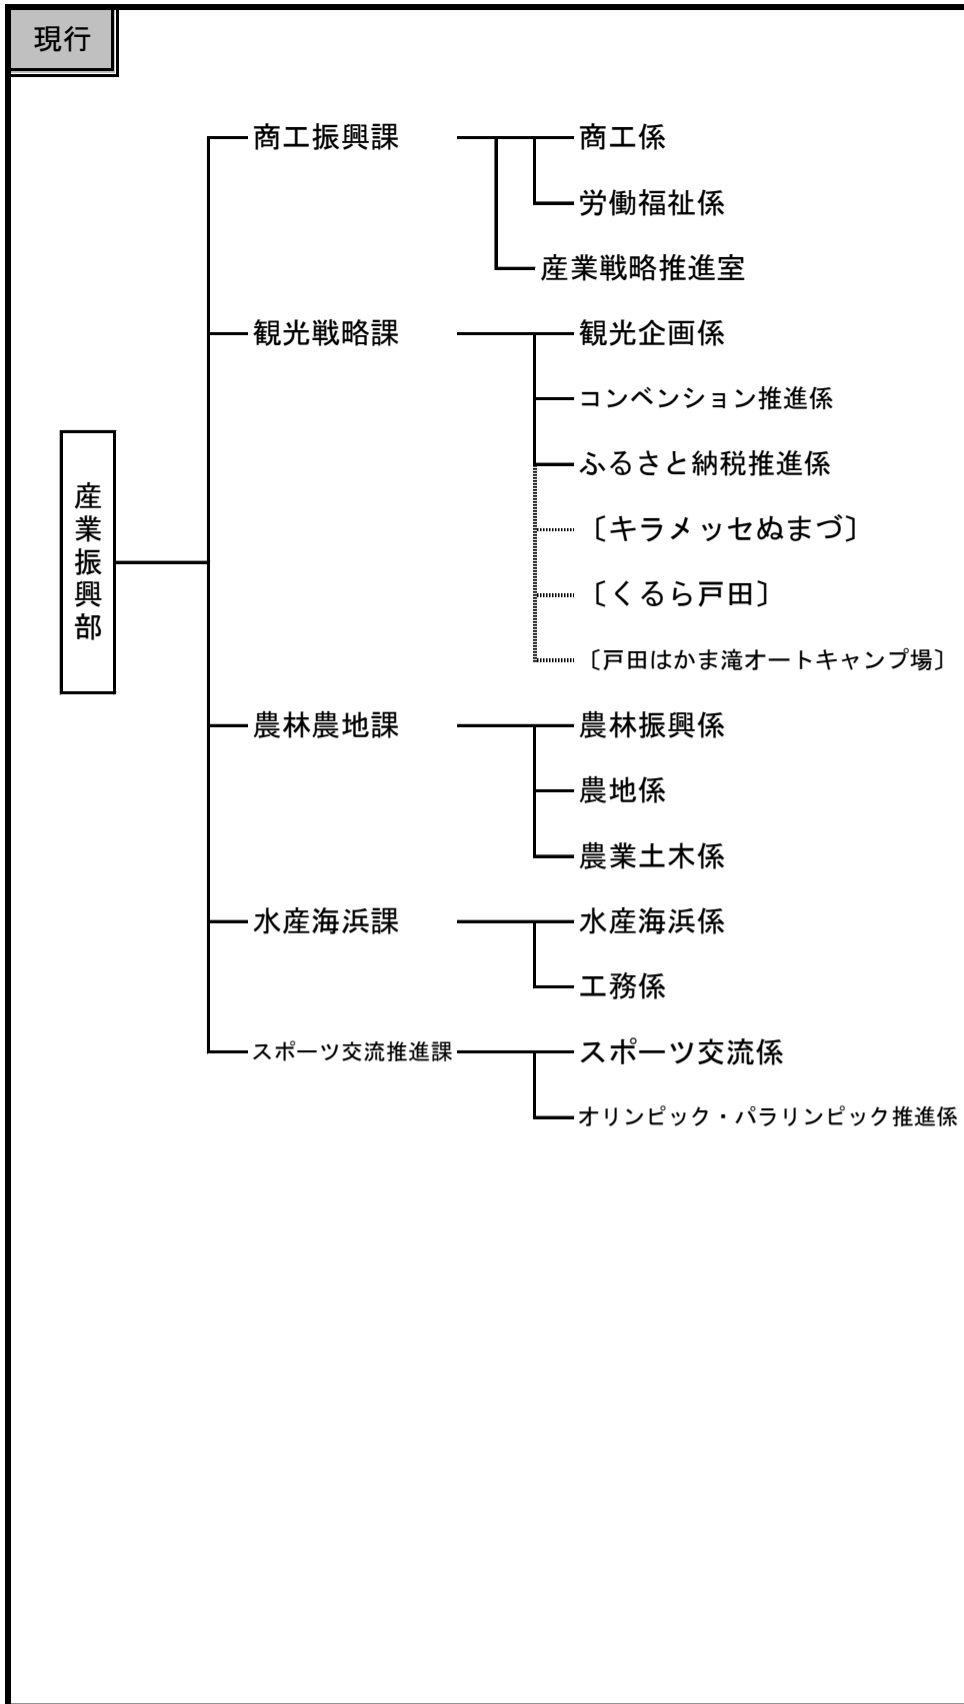 現行
商工振興課
商工係
労働福祉係
産業戦略推進室
観光戦略課
観光企画係
コンベンション推進係
ふるさと納税推進係
〔キラメッセぬまづ〕
〔くるら戸田〕
〔戸田はかま滝オートキャンプ場〕
産業振興部
農林農地課
農林振興係
農地係
農業土木係
水産海浜課
水産海浜係
工務係
スポーツ交流推進課
スポーツ交流係
オリンピック・パラリンピック推進係